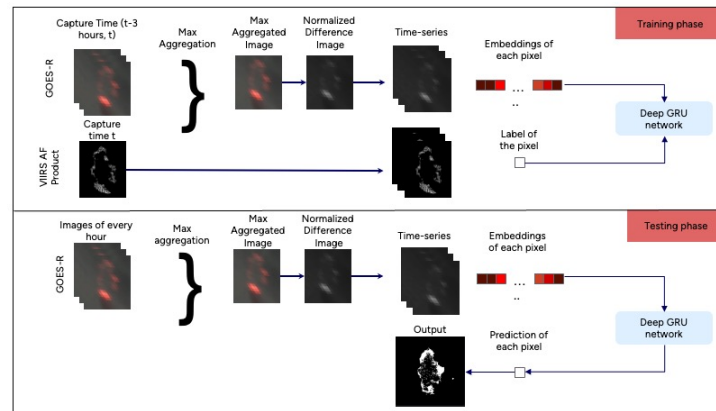 Capture Time (t-3
hours, t)
Max
Aggregation
Max
Aggregated
Image
Normalized
Difference
Image
Time-series
Embeddings of
each pixel
Training phase
GOES-R
}
...
..
Deep GRU
network
Capture
time t
Label of
the pixel
VIIRS AF
Product
Images of every
hour
Max
aggregation
Max
Aggregated
Image
Normalized
Difference
Image
Time-series
Embeddings
of each pixel
Testing phase
GOES-R
}
...
..
Deep GRU
network
Output
Prediction of
each pixel